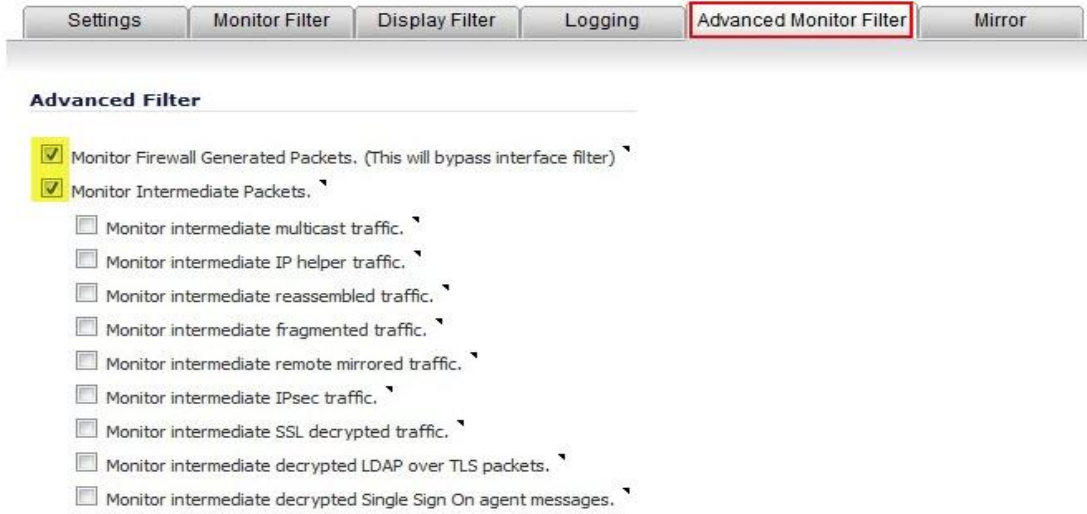 Settings Monitor Filter Display Filter Logging Advanced Monitor Filter Mirror
Advanced Filter
Monitor Firewall Generated Packets. (This will bypass interface filter)
Monitor Intermediate Packets.
Monitor intermediate multicast traffic.
Monitor intermediate IP helper traffic.
Monitor intermediate reassembled traffic.
Monitor intermediate fragmented traffic.
Monitor intermediate remote mirrored traffic.
Monitor intermediate IPsec traffic.
Monitor intermediate SSL decrypted traffic.
Monitor intermediate decrypted LDAP over TLS packets.
Monitor intermediate decrypted Single Sign On agent messages.